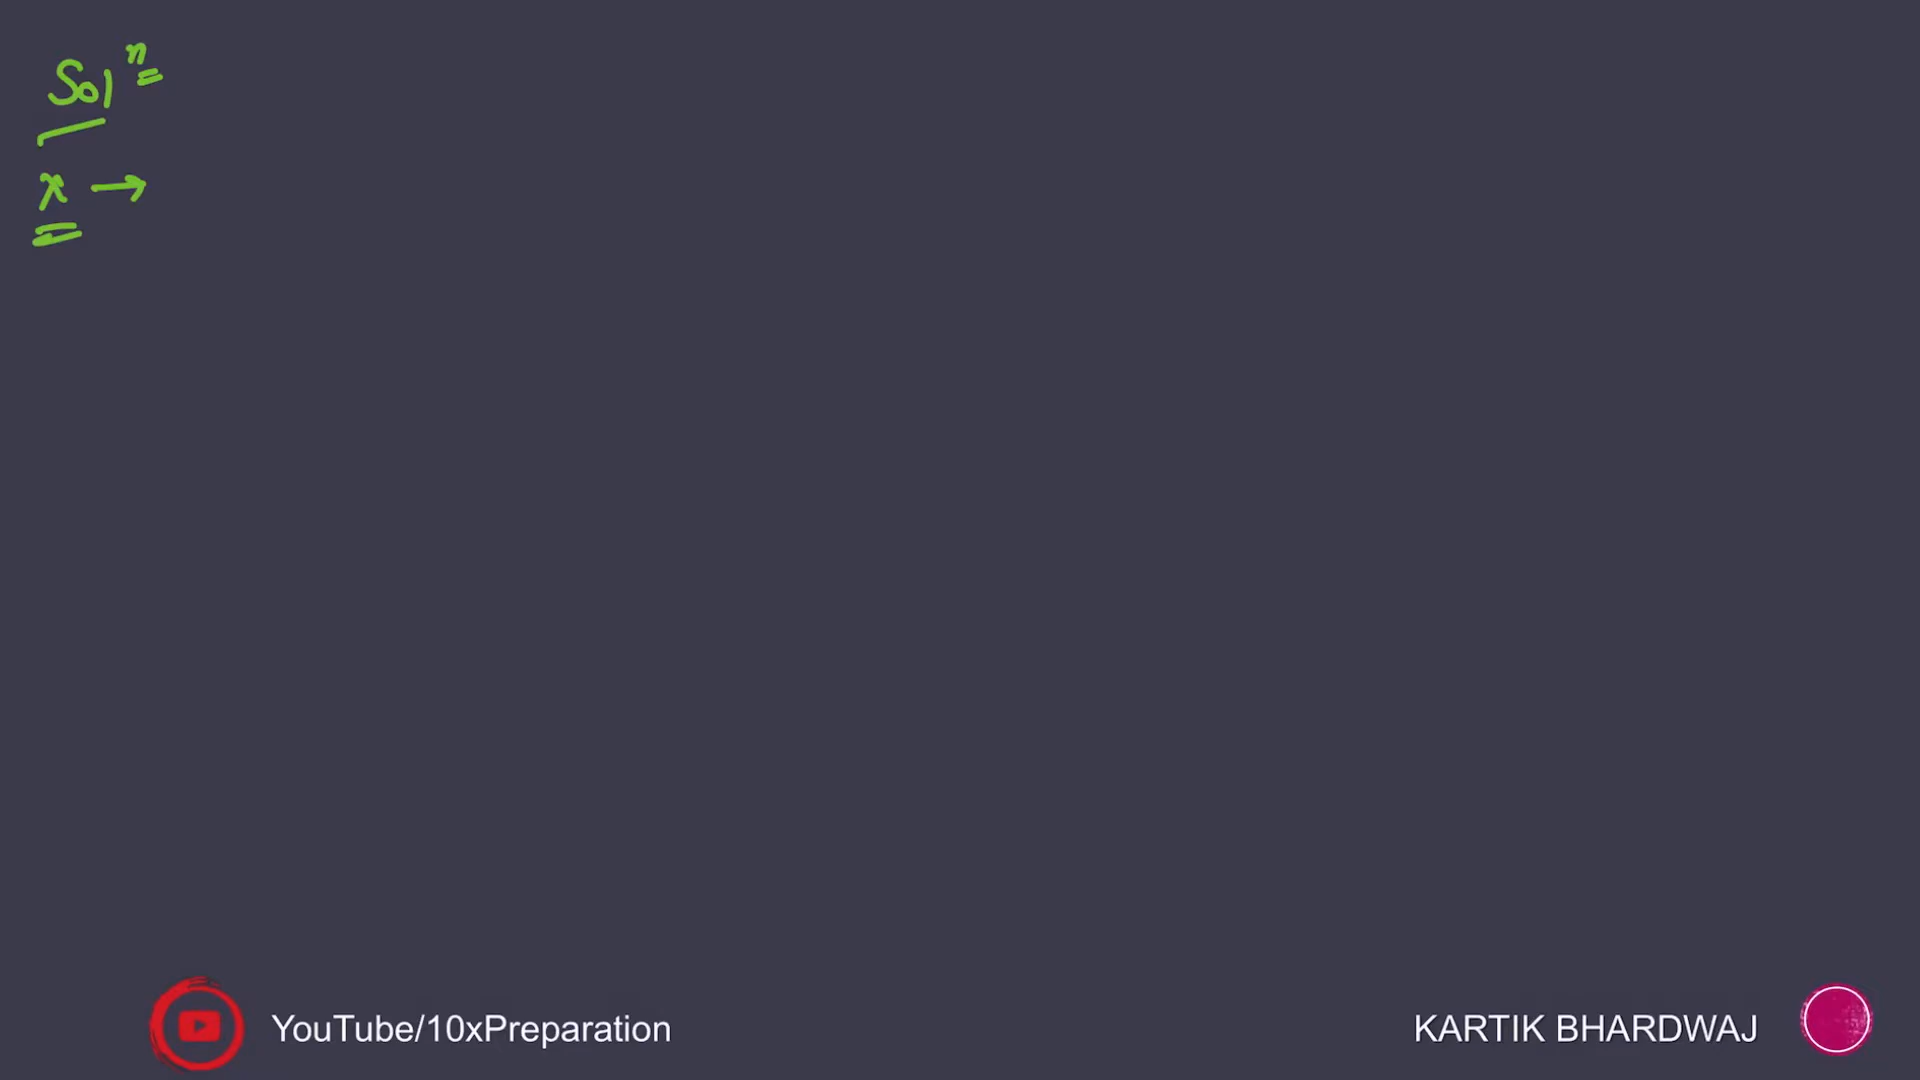 Solⁿ
x →
YouTube/10xPreparation
KARTIK BHARDWAJ